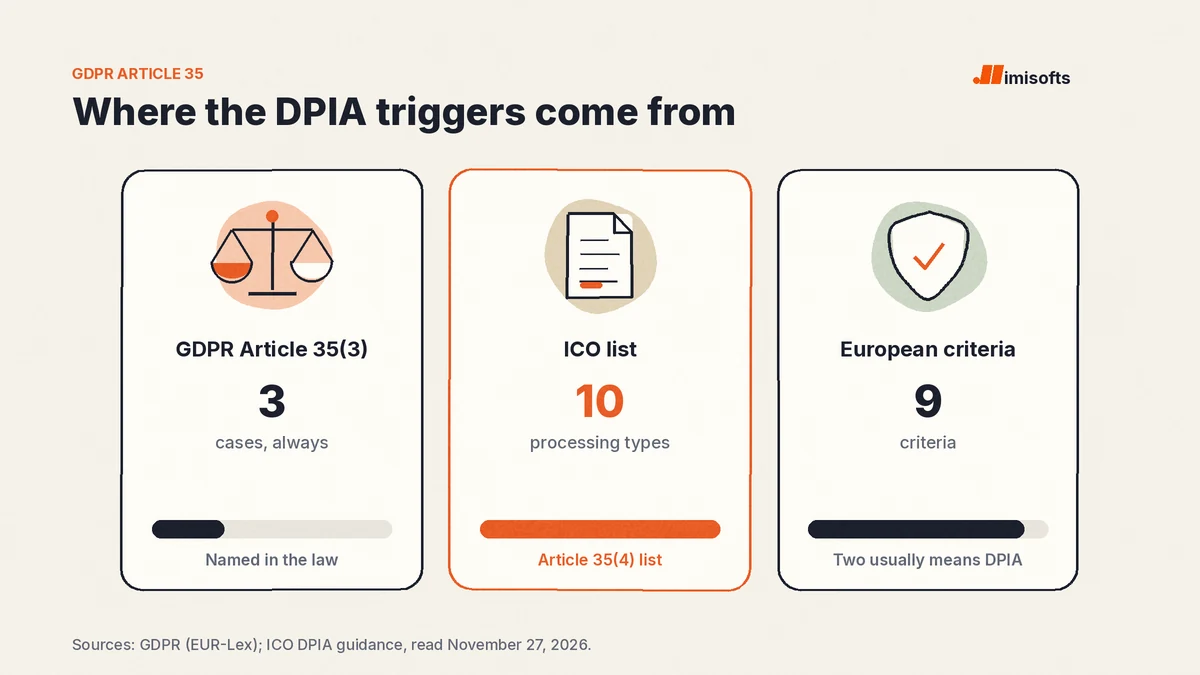 GDPR ARTICLE 35
imisofts
Where the DPIA triggers come from
GDPR Article 35(3)
3
cases, always
Named in the law
ICO list
10
processing types
Article 35(4) list
European criteria
9
criteria
Two usually means DPIA
Sources: GDPR (EUR-Lex); ICO DPIA guidance, read November 27, 2026.